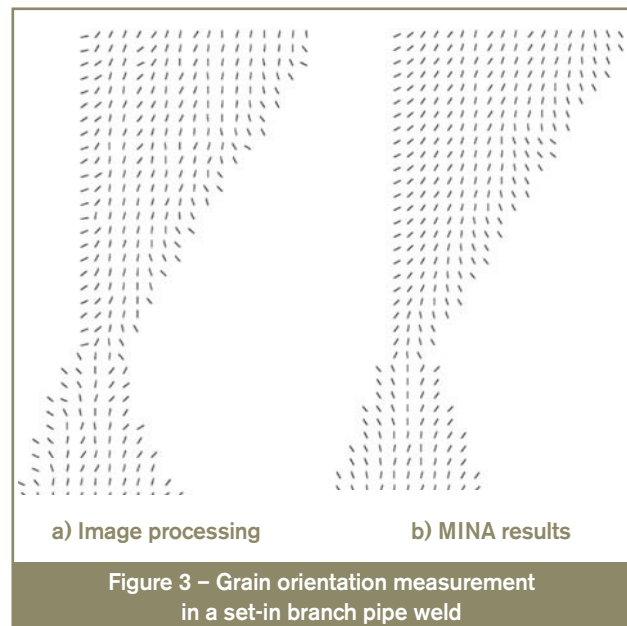 a) Image processing
b) MINA results
Figure 3 – Grain orientation measurement
in a set-in branch pipe weld